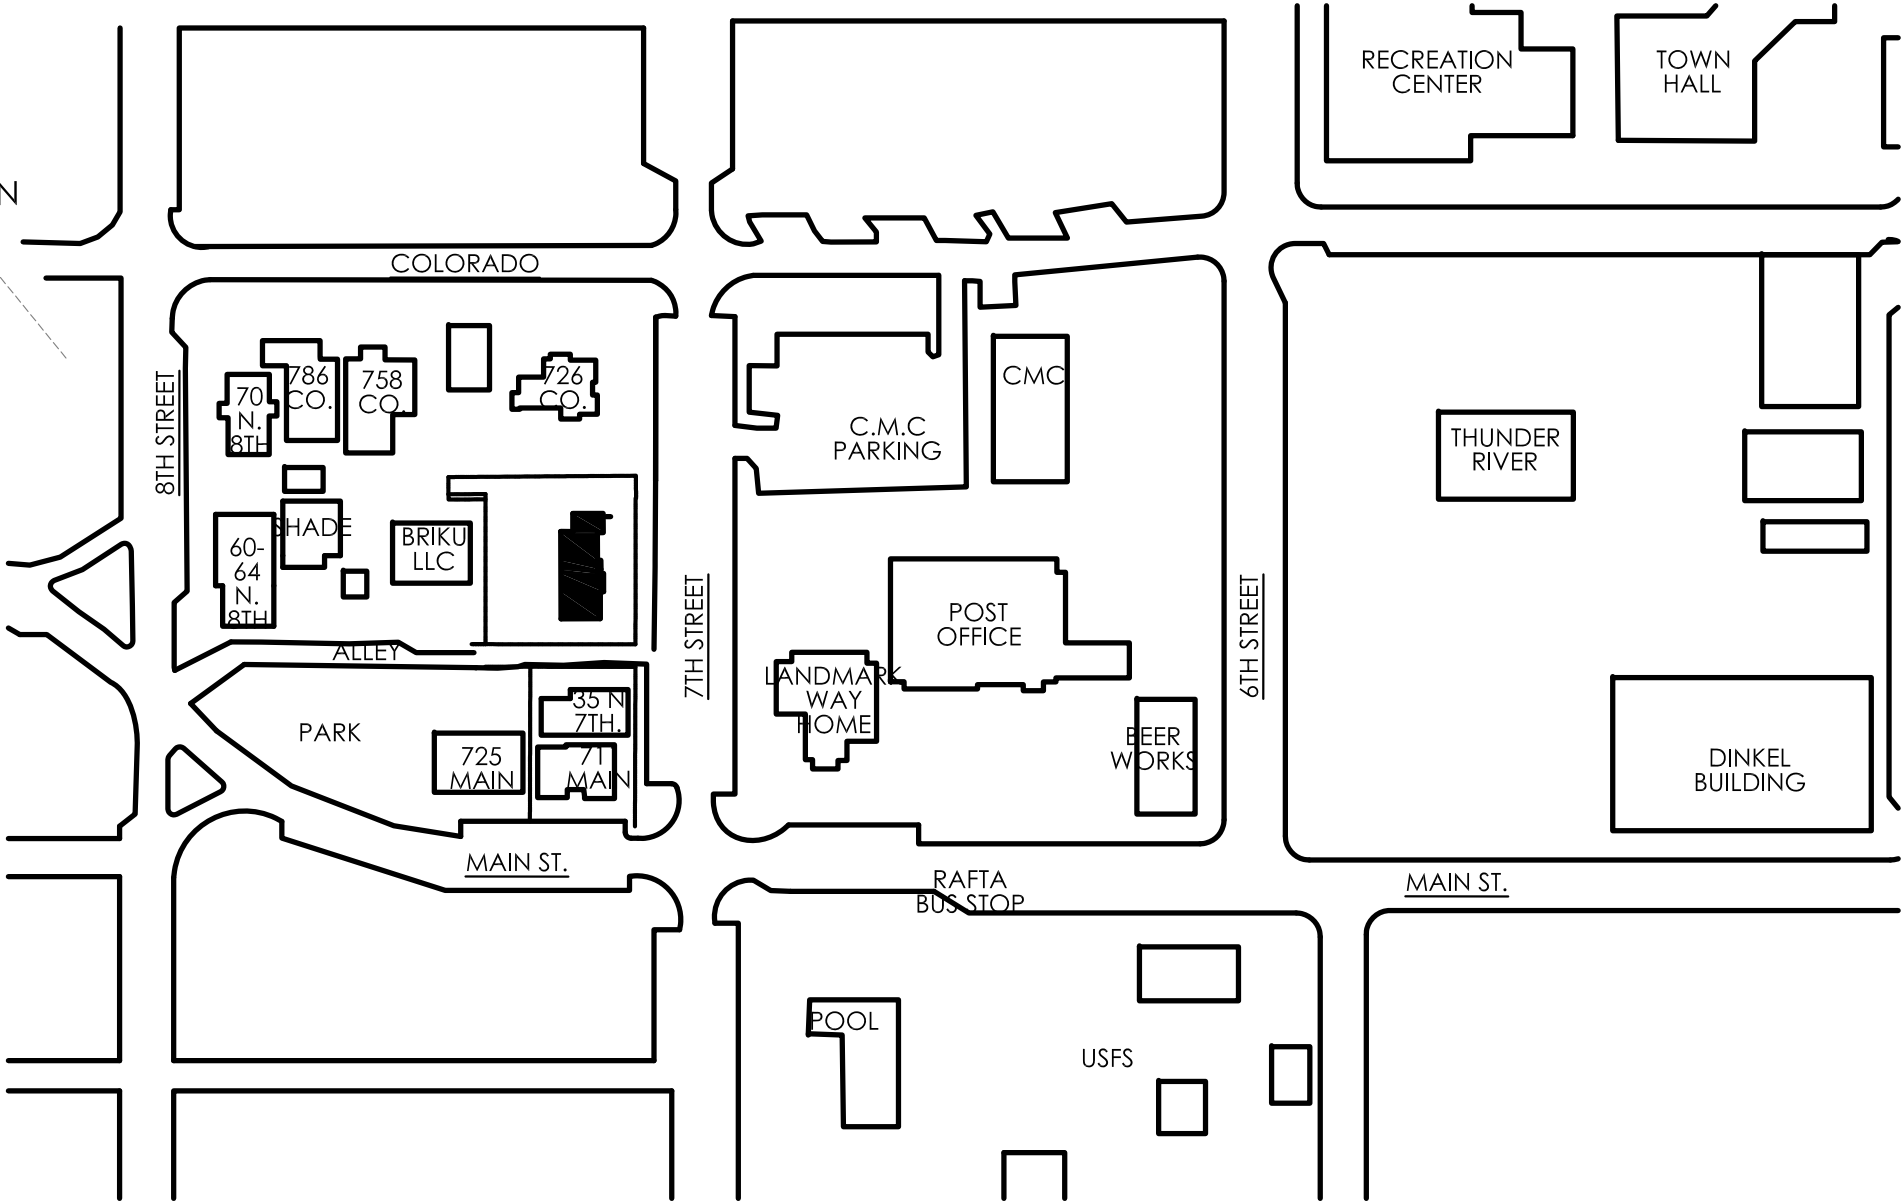 RECREATION
CENTER
TOWN
HALL
N
COLORADO
8TH STREET
70
N.
8TH
786
CO.
758
CO.
726
CO.
CMC
C.M.C
PARKING
THUNDER
RIVER
SHADE
60-
64
N.
8TH
BRIKU
LLC
7TH STREET
POST
OFFICE
6TH STREET
ALLEY
LANDMARK
WAY
HOME
PARK
35 N
7TH.
725
MAIN
71
MAIN
BEER
WORKS
DINKEL
BUILDING
MAIN ST.
RAFTA
BUS STOP
MAIN ST.
POOL
USFS